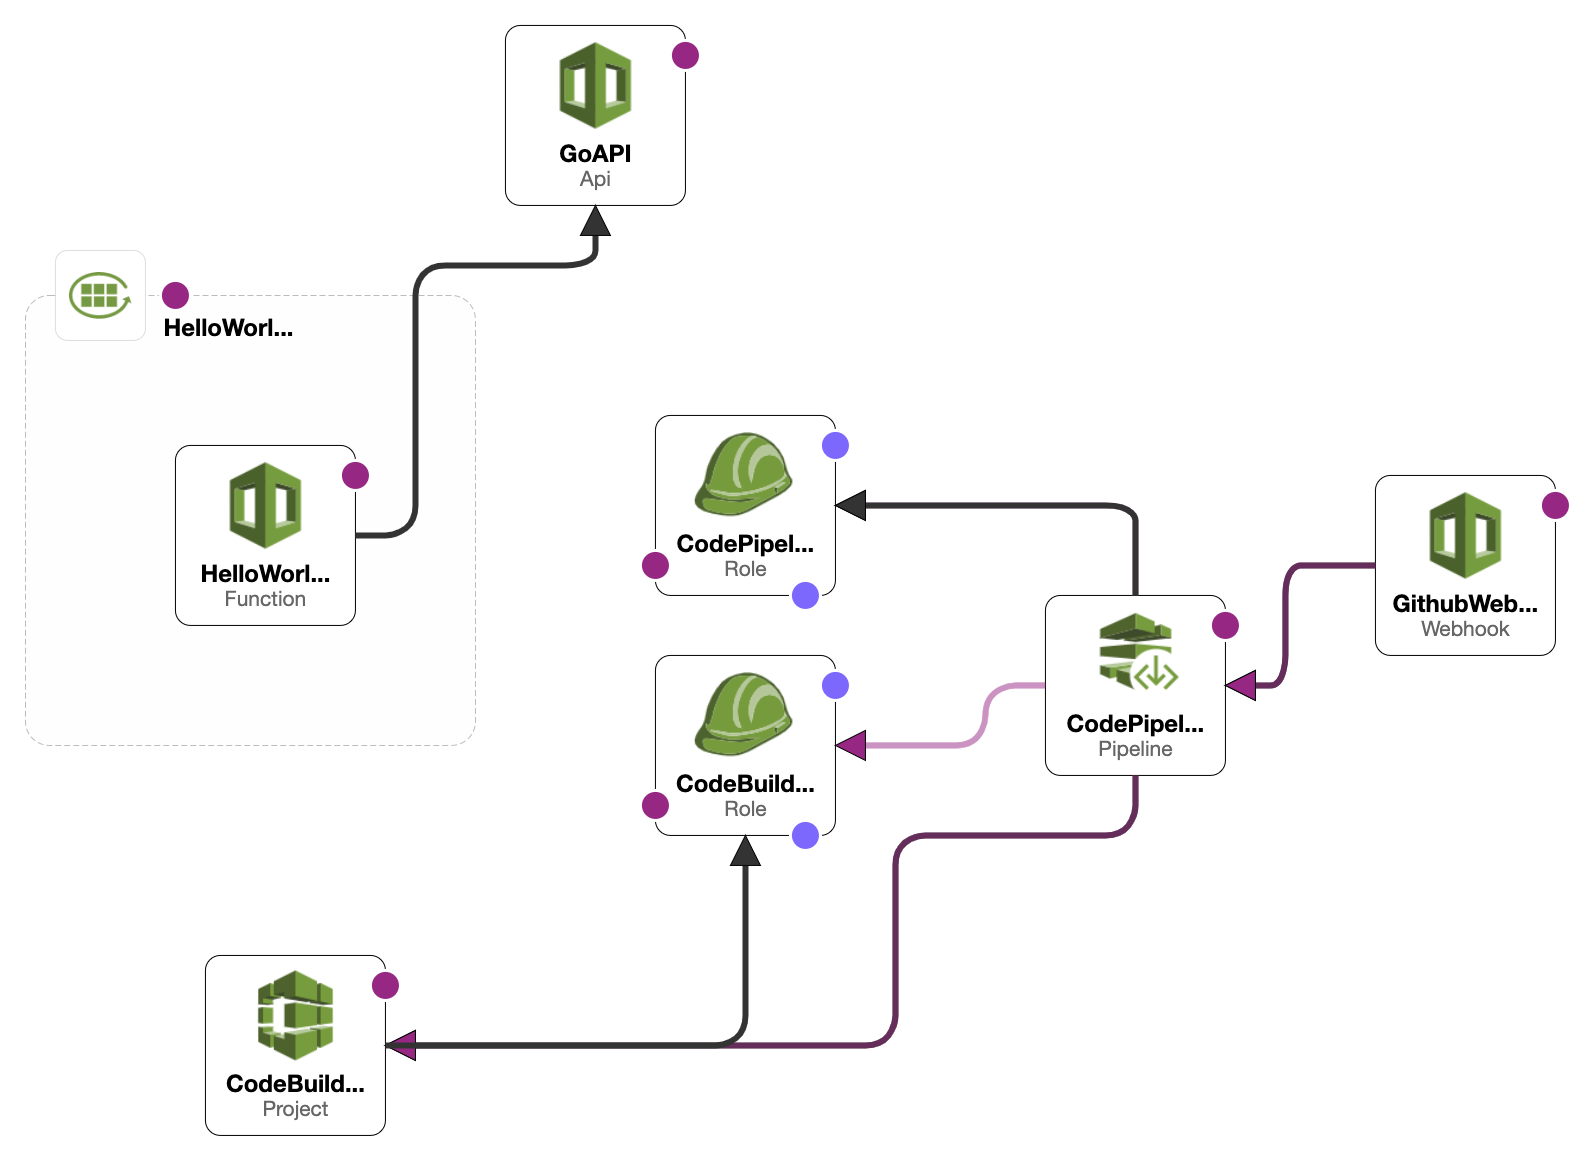 GoAPI
Api
HelloWorl...
HelloWorl...
Function
CodePipel...
Role
GithubWeb...
Webhook
CodePipel...
Pipeline
CodeBuild...
Role
CodeBuild...
Project